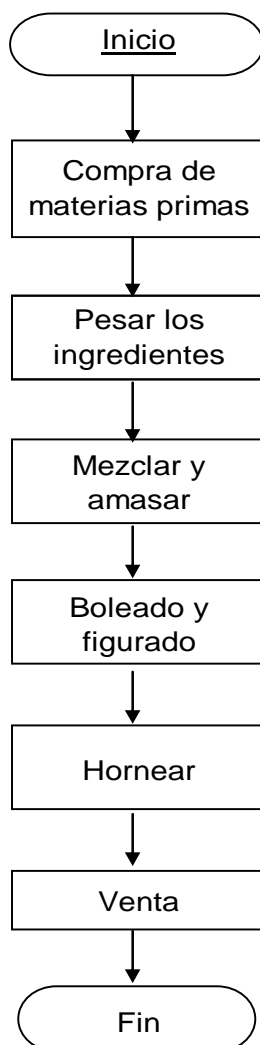 Inicio
Compra de
materias primas
Pesar los
ingredientes
Mezclar y
amasar
Boleado y
figurado
Hornear
Venta
Fin